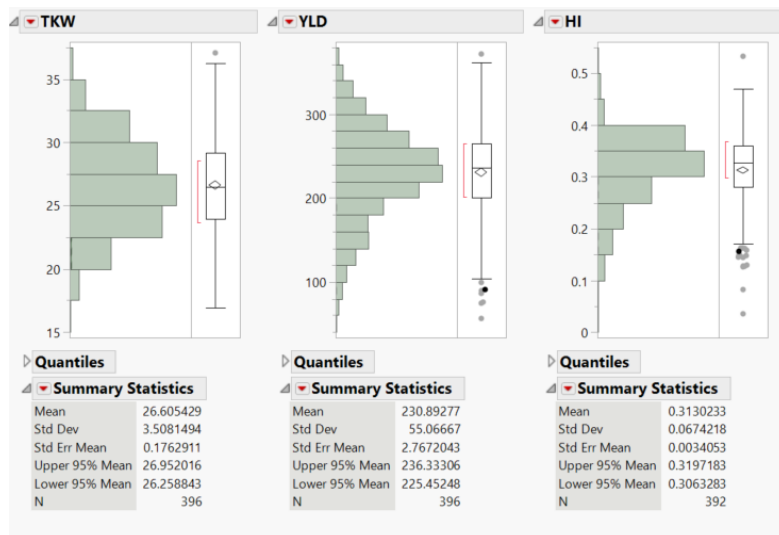 TKW
35
30
25
20
15
Quantiles
Summary Statistics
Mean 26.605429
Std Dev 3.5081494
Std Err Mean 0.1762911
Upper 95% Mean 26.952016
Lower 95% Mean 26.258843
N 396
YLD
300
200
100
Quantiles
Summary Statistics
Mean 230.89277
Std Dev 55.06667
Std Err Mean 2.7672043
Upper 95% Mean 236.33306
Lower 95% Mean 225.45248
N 396
HI
0.5
0.4
0.3
0.2
0.1
0
Quantiles
Summary Statistics
Mean 0.3130233
Std Dev 0.0674218
Std Err Mean 0.0034053
Upper 95% Mean 0.3197183
Lower 95% Mean 0.3063283
N 392